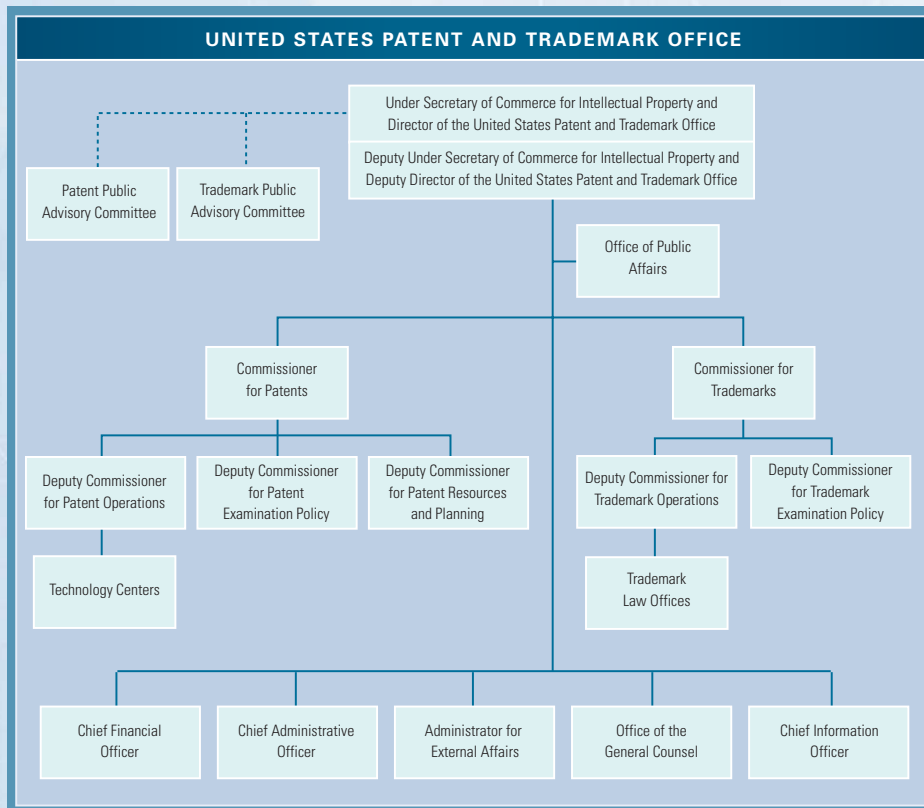 UNITED STATES PATENT AND TRADEMARK OFFICE
Under Secretary of Commerce for Intellectual Property and
Director of the United States Patent and Trademark Office
Deputy Under Secretary of Commerce for Intellectual Property and
Deputy Director of the United States Patent and Trademark Office
Patent Public
Advisory Committee
Trademark Public
Advisory Committee
Office of Public
Affairs
Commissioner
for Patents
Commissioner for
Trademarks
Deputy Commissioner
for Patent Operations
Deputy Commissioner
for Patent
Examination Policy
Deputy Commissioner
for Patent Resources
and Planning
Deputy Commissioner for
Trademark Operations
Deputy Commissioner
for Trademark
Examination Policy
Technology Centers
Trademark
Law Offices
Chief Financial
Officer
Chief Administrative
Officer
Administrator for
External Affairs
Office of the
General Counsel
Chief Information
Officer